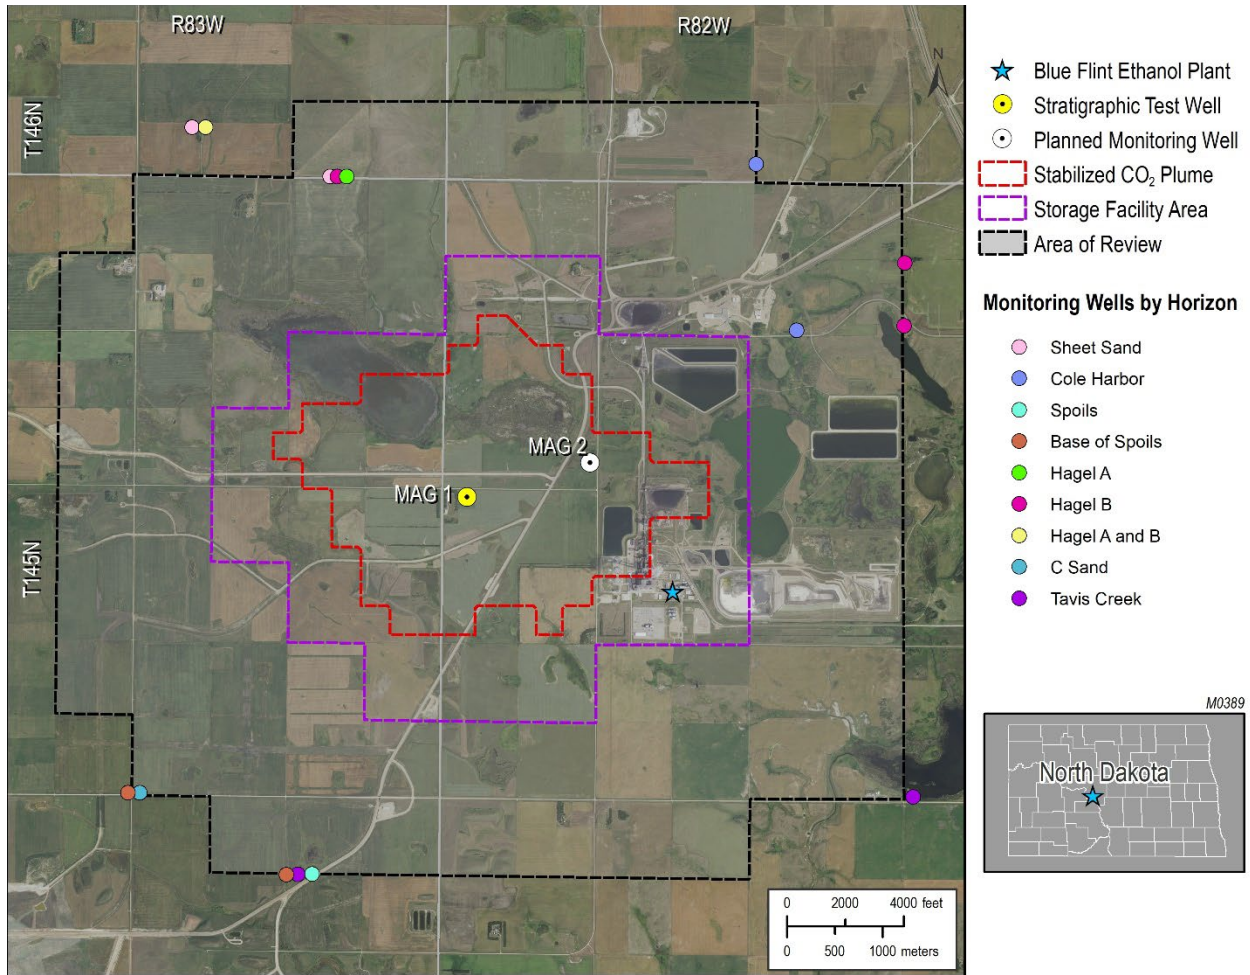 R83W
R82W
T146N
T145N
N
MAG 2
MAG 1
0 2000 4000 feet
0 500 1000 meters
Blue Flint Ethanol Plant
Stratigraphic Test Well
Planned Monitoring Well
Stabilized CO₂ Plume
Storage Facility Area
Area of Review
Monitoring Wells by Horizon
Sheet Sand
Cole Harbor
Spoils
Base of Spoils
Hagel A
Hagel B
Hagel A and B
C Sand
Tavis Creek
M0389
North Dakota